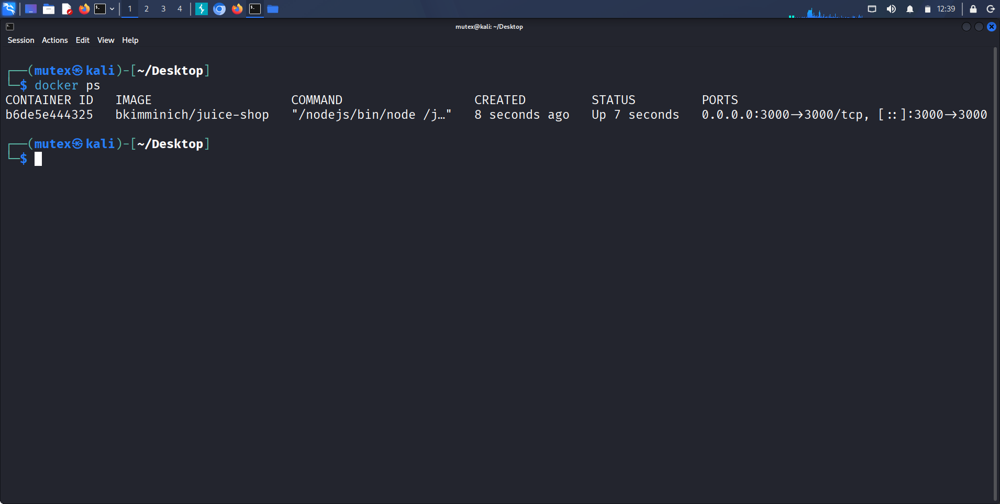 1 2 3 4 12:39
mutex@kali: ~/Desktop
Session Actions Edit View Help
┌──(mutex㉿kali)-[~/Desktop]
└─$ docker ps
CONTAINER ID IMAGE COMMAND CREATED STATUS PORTS
b6de5e444325 bkimminich/juice-shop "/nodejs/bin/node /j…" 8 seconds ago Up 7 seconds 0.0.0.0:3000->3000/tcp, [::]:3000->3000
┌──(mutex㉿kali)-[~/Desktop]
└─$